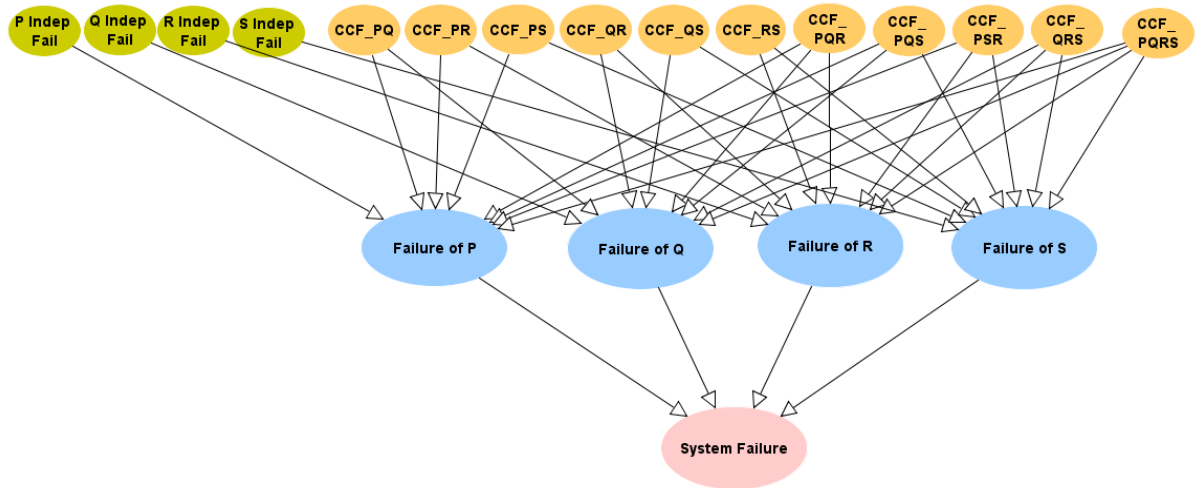 P Indep
Fail
Q Indep
Fail
R Indep
Fail
S Indep
Fail
CCF_PQ
CCF_PR
CCF_PS
CCF_QR
CCF_QS
CCF_RS
CCF_
PQR
CCF_
PQS
CCF_
PSR
CCF_
QRS
CCF_
PQRS
Failure of P
Failure of Q
Failure of R
Failure of S
System Failure